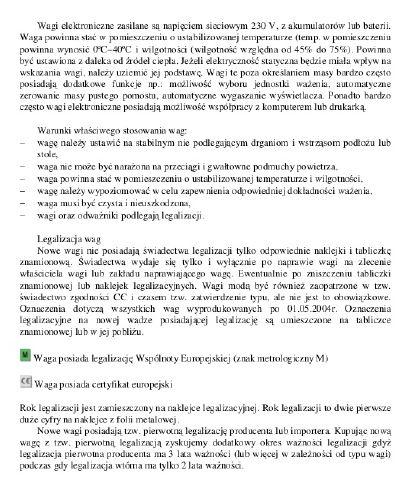 Wagi elektroniczne zasilane są napięciem sieciowym 230 V, z akumulatorów lub baterii.
Waga powinna stać w pomieszczeniu o ustabilizowanej temperaturze (temp. w pomieszczeniu
powinna wynosić 0ºC–40ºC i wilgotności (wilgotność względna od 45% do 75%). Powinna
być ustawiona z daleka od źródeł ciepła. Jeżeli elektryczność statyczna będzie miała wpływ na
wskazania wagi, należy uziemić jej podstawę. Wagi te poza określaniem masy bardzo często
posiadają dodatkowe funkcje np.: możliwość wyboru jednostki ważenia, automatyczne
zerowanie masy pustego pomostu, automatyczne wygaszanie wyświetlacza. Ponadto bardzo
często wagi elektroniczne posiadają możliwość współpracy z komputerem lub drukarką.
Warunki właściwego stosowania wag:
– wagę należy ustawić na stabilnym nie podlegającym drganiom i wstrząsom podłożu lub
stole,
– waga nie może być narażona na przeciągi i gwałtowne podmuchy powietrza,
– waga powinna stać w pomieszczeniu o ustabilizowanej temperaturze i wilgotności,
– wagę należy wypoziomować w celu zapewnienia odpowiedniej dokładności ważenia,
– waga musi być czysta i nieuszkodzona,
– wagi oraz odważniki podlegają legalizacji.
Legalizacja wag
Nowe wagi nie posiadają świadectwa legalizacji tylko odpowiednie naklejki i tabliczkę
znamionową. Świadectwa wydaje się tylko i wyłącznie po naprawie wagi na zlecenie
właściciela wagi lub zakładu naprawiającego wagę. Ewentualnie po zniszczeniu tabliczki
znamionowej lub naklejek legalizacyjnych. Wagi modą być również zaopatrzone w tzw.
świadectwo zgodności CC i czasem tzw. zatwierdzenie typu, ale nie jest to obowiązkowe.
Oznaczenia dotyczą wszystkich wag wyprodukowanych po 01.05.2004r. Oznaczenia
legalizacyjne na nowej wadze posiadającej legalizację są umieszczone na tabliczce
znamionowej lub w jej pobliżu.
M Waga posiada legalizację Wspólnoty Europejskiej (znak metrologiczny M)
CE Waga posiada certyfikat europejski
Rok legalizacji jest zamieszczony na naklejce legalizacyjnej. Rok legalizacji to dwie pierwsze
duże cyfry na naklejce z folii metalowej.
Nowe wagi posiadają tzw. pierwotną legalizację producenta lub importera. Kupując nową
wagę z tzw. pierwotną legalizacją zyskujemy dodatkowy okres ważności legalizacji gdyż
legalizacja pierwotna producenta ma 3 lata ważności (lub więcej w zależności od typu wagi)
podczas gdy legalizacja wtórna ma tylko 2 lata ważności.